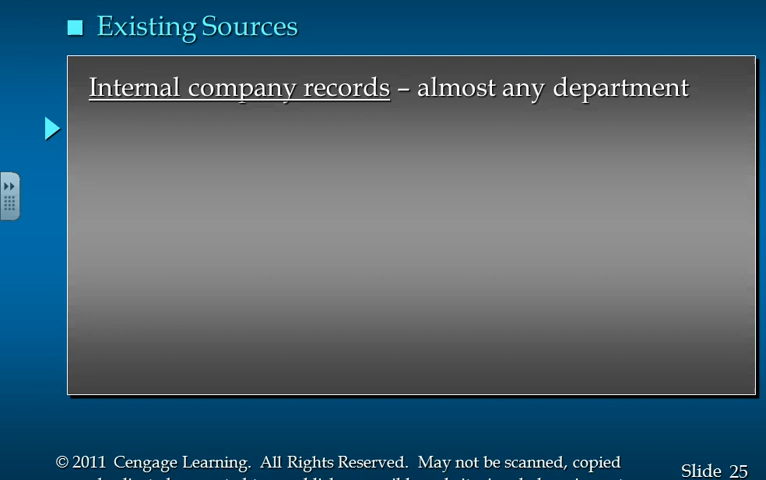 Existing Sources
Internal company records – almost any department
© 2011 Cengage Learning. All Rights Reserved. May not be scanned, copied
Slide 25